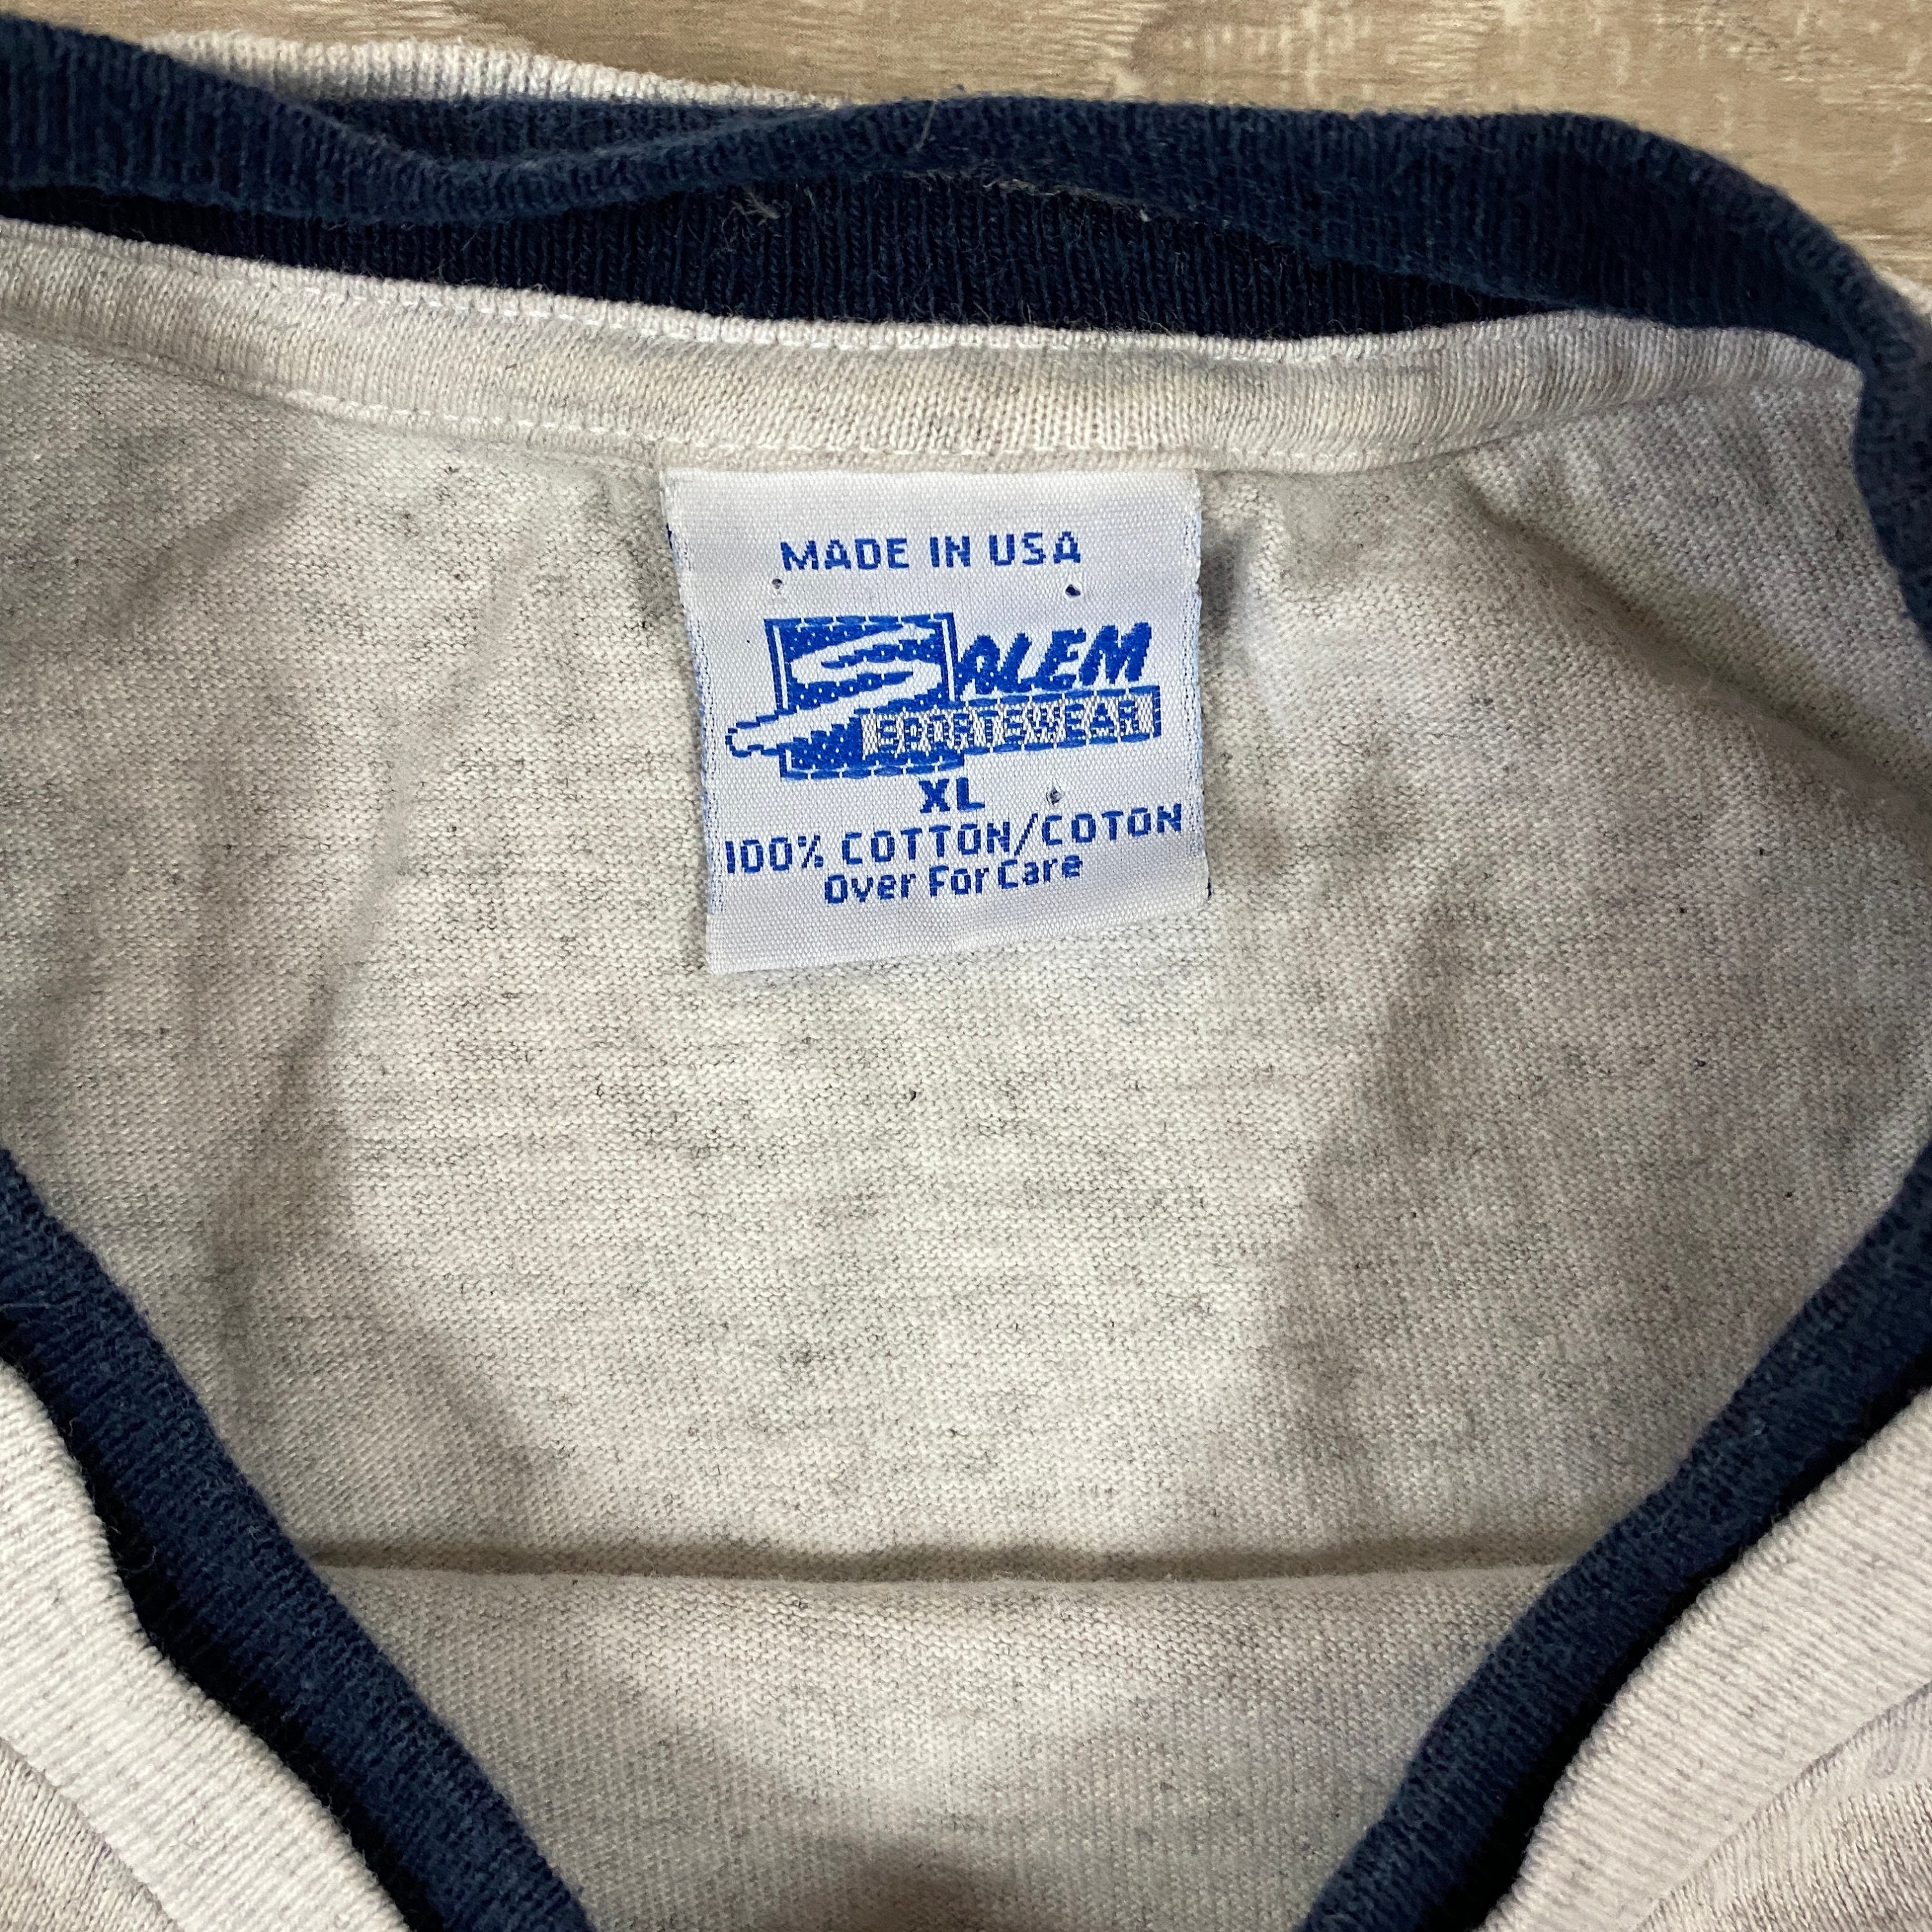 MADE IN USA
SALEM
SPORTSWEAR
XL
100% COTTON/COTON
Over For Care